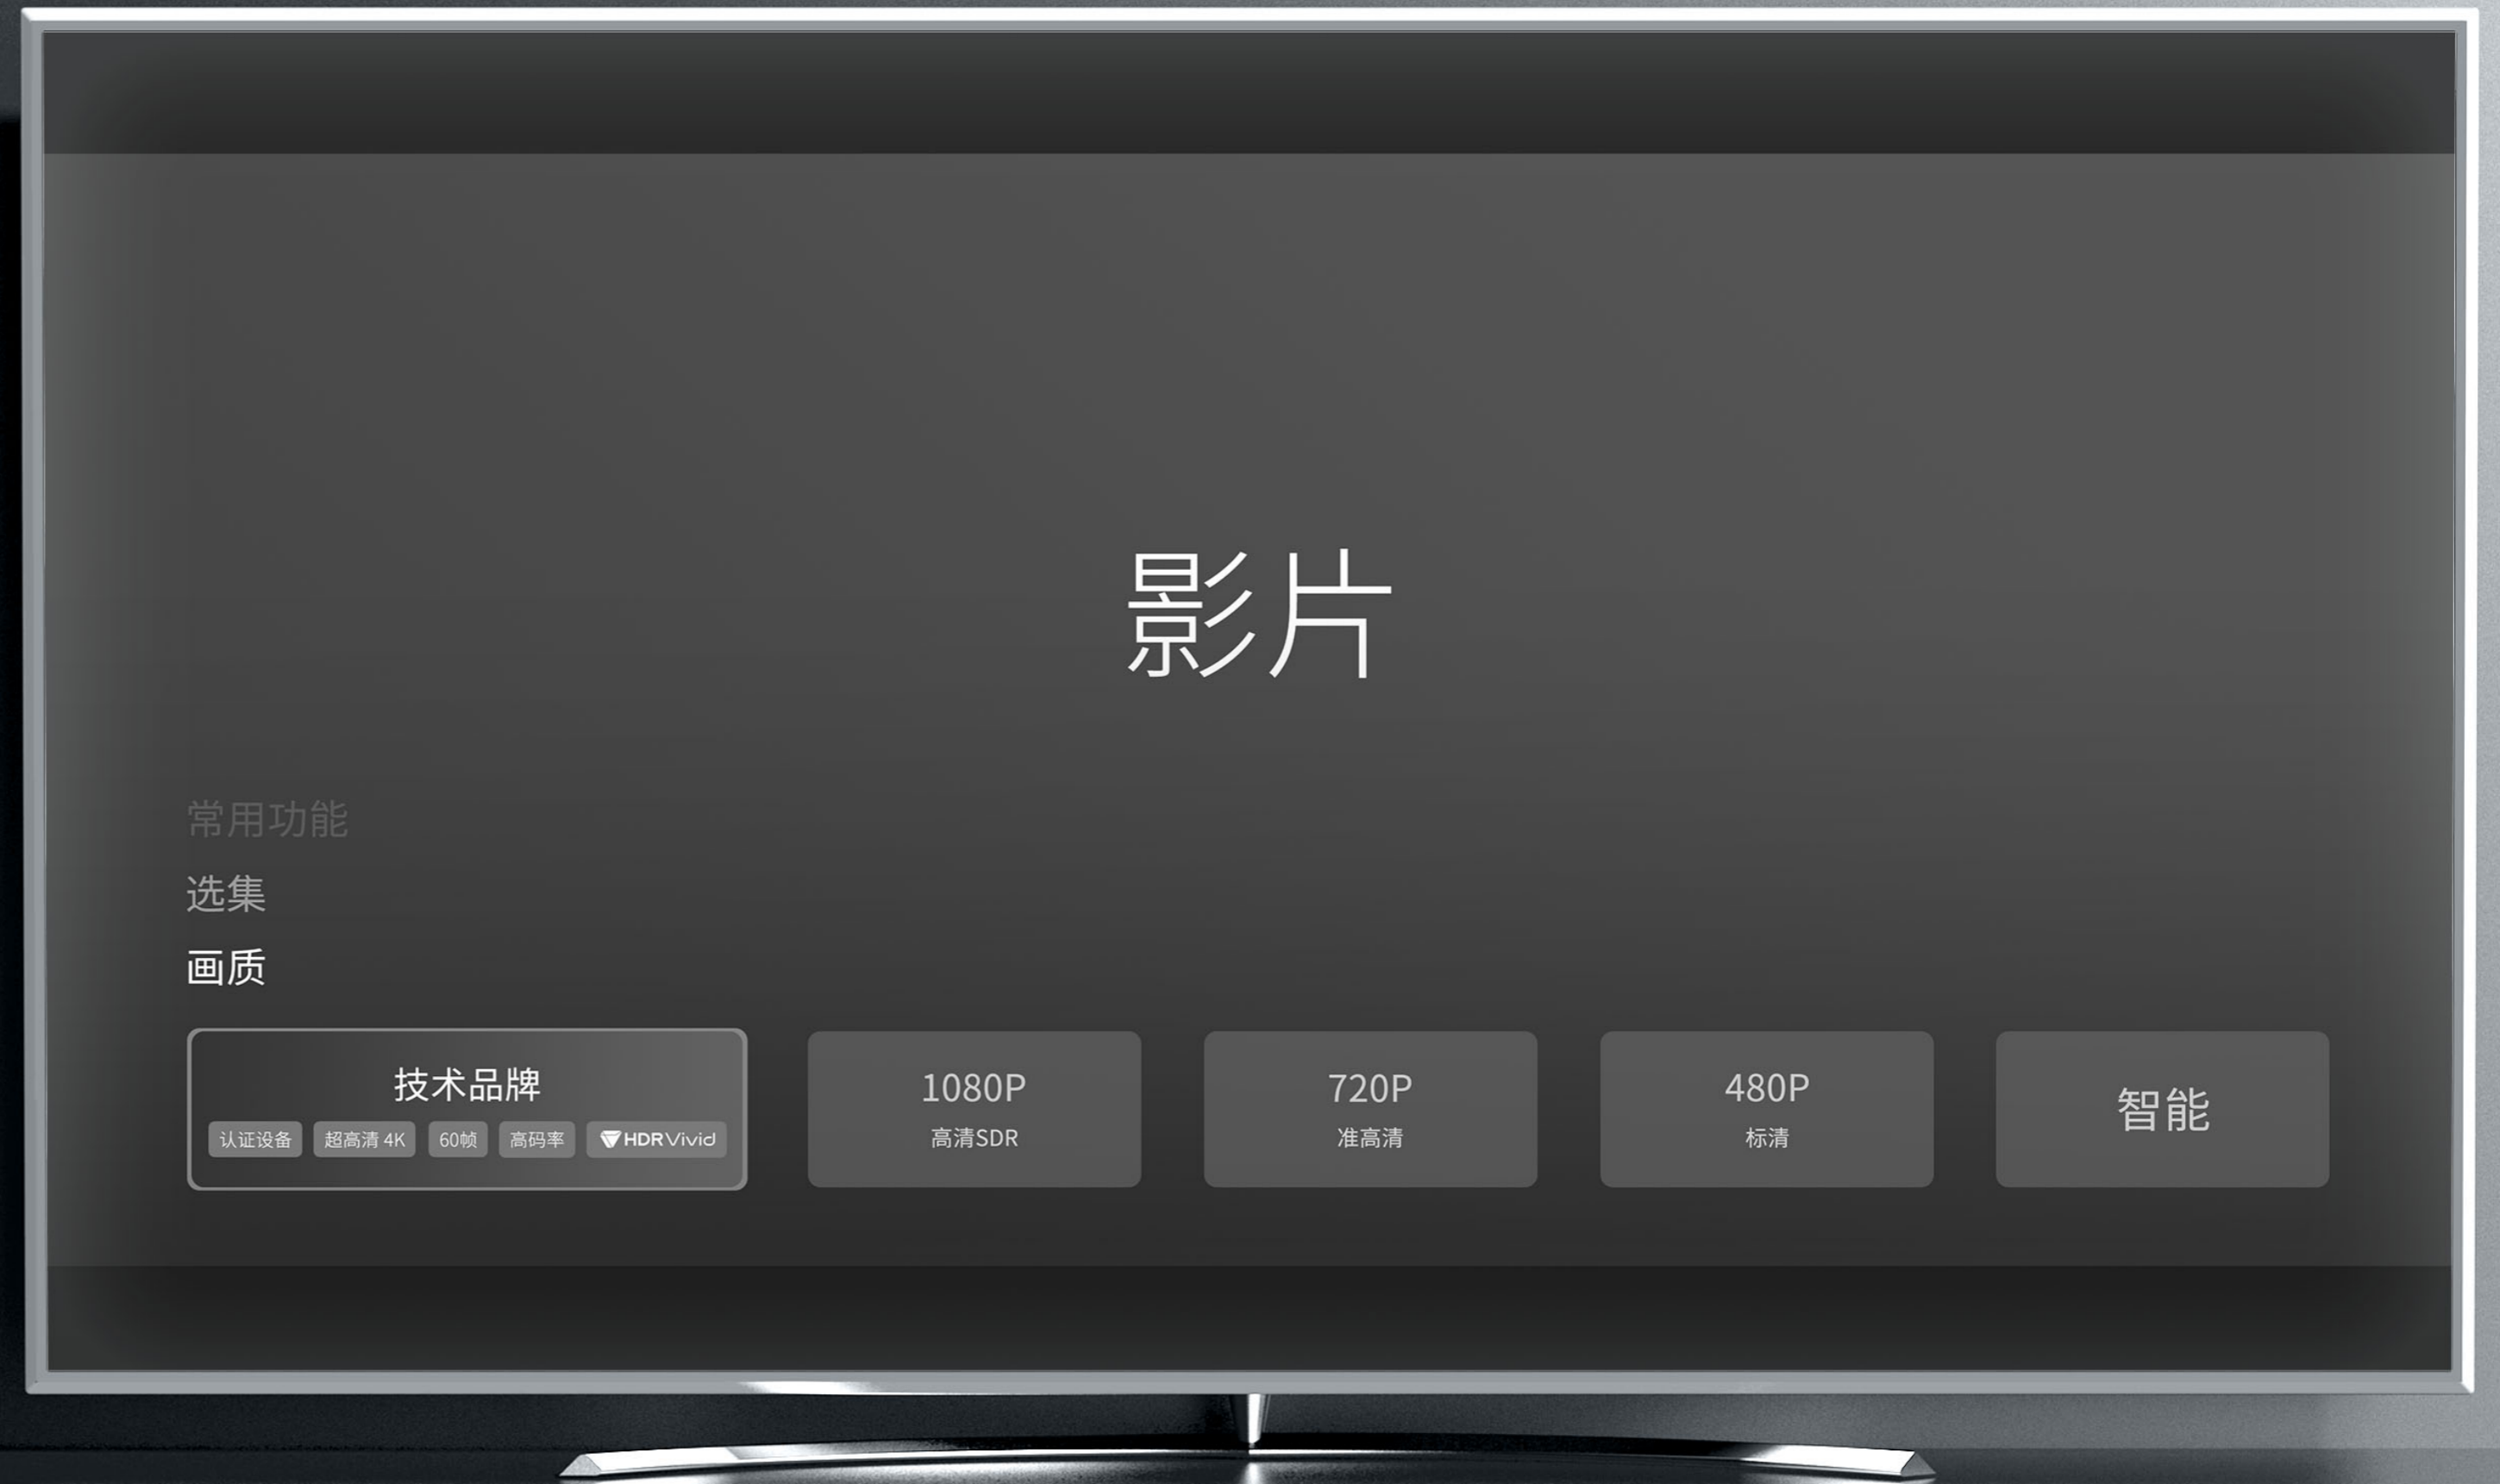 影片
常用功能
选集
画质
技术品牌
认证设备 超高清 4K 60帧 高码率 HDR Vivid
1080P
高清SDR
720P
准高清
480P
标清
智能